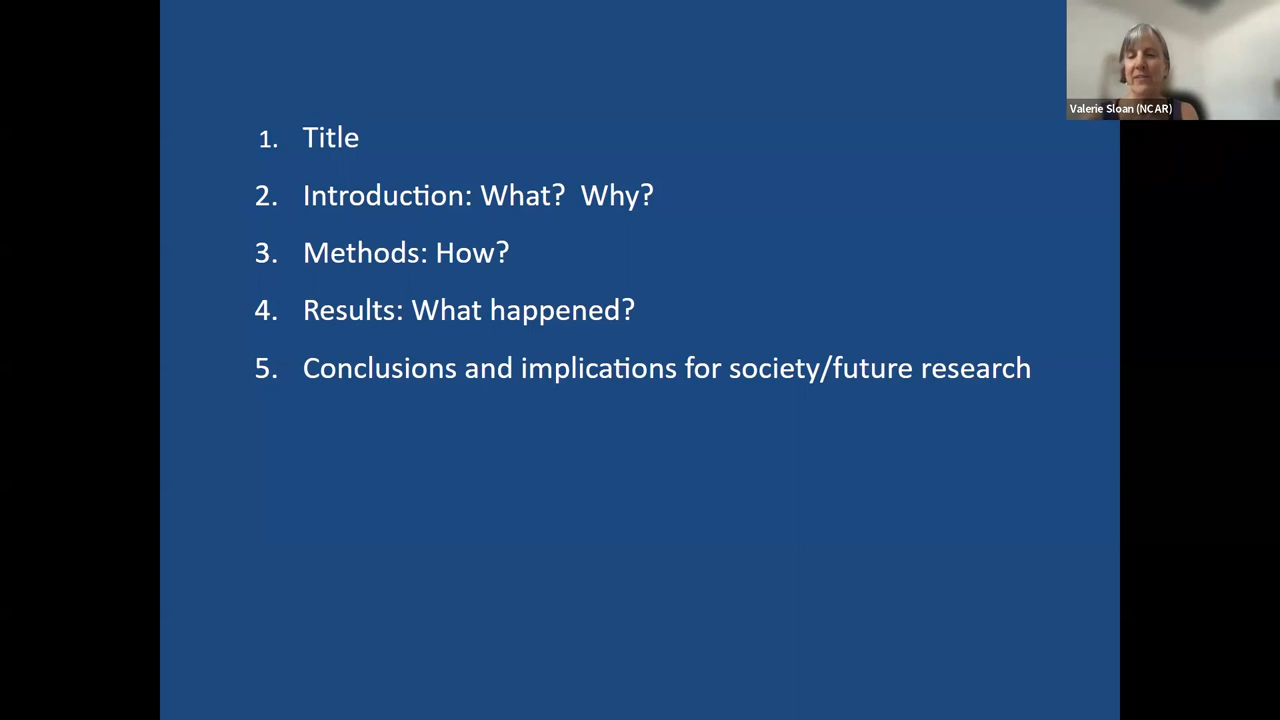 1. Title
2. Introduction: What?  Why?
3. Methods: How?
4. Results: What happened?
5. Conclusions and implications for society/future research
Valerie Sloan (NCAR)